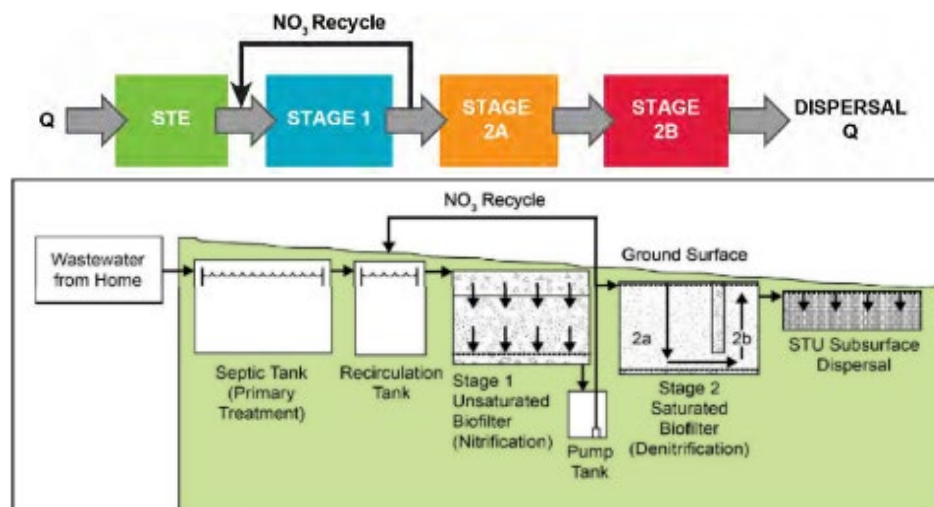 NO3 Recycle
Q
STE
STAGE 1
STAGE
2A
STAGE
2B
DISPERSAL
Q
NO3 Recycle
Wastewater
from Home
Ground Surface
2a
2b
Septic Tank
(Primary
Treatment)
Recirculation
Tank
Stage 1
Unsaturated
Biofilter
(Nitrification)
Pump
Tank
Stage 2
Saturated
Biofilter
(Denitrification)
STU Subsurface
Dispersal